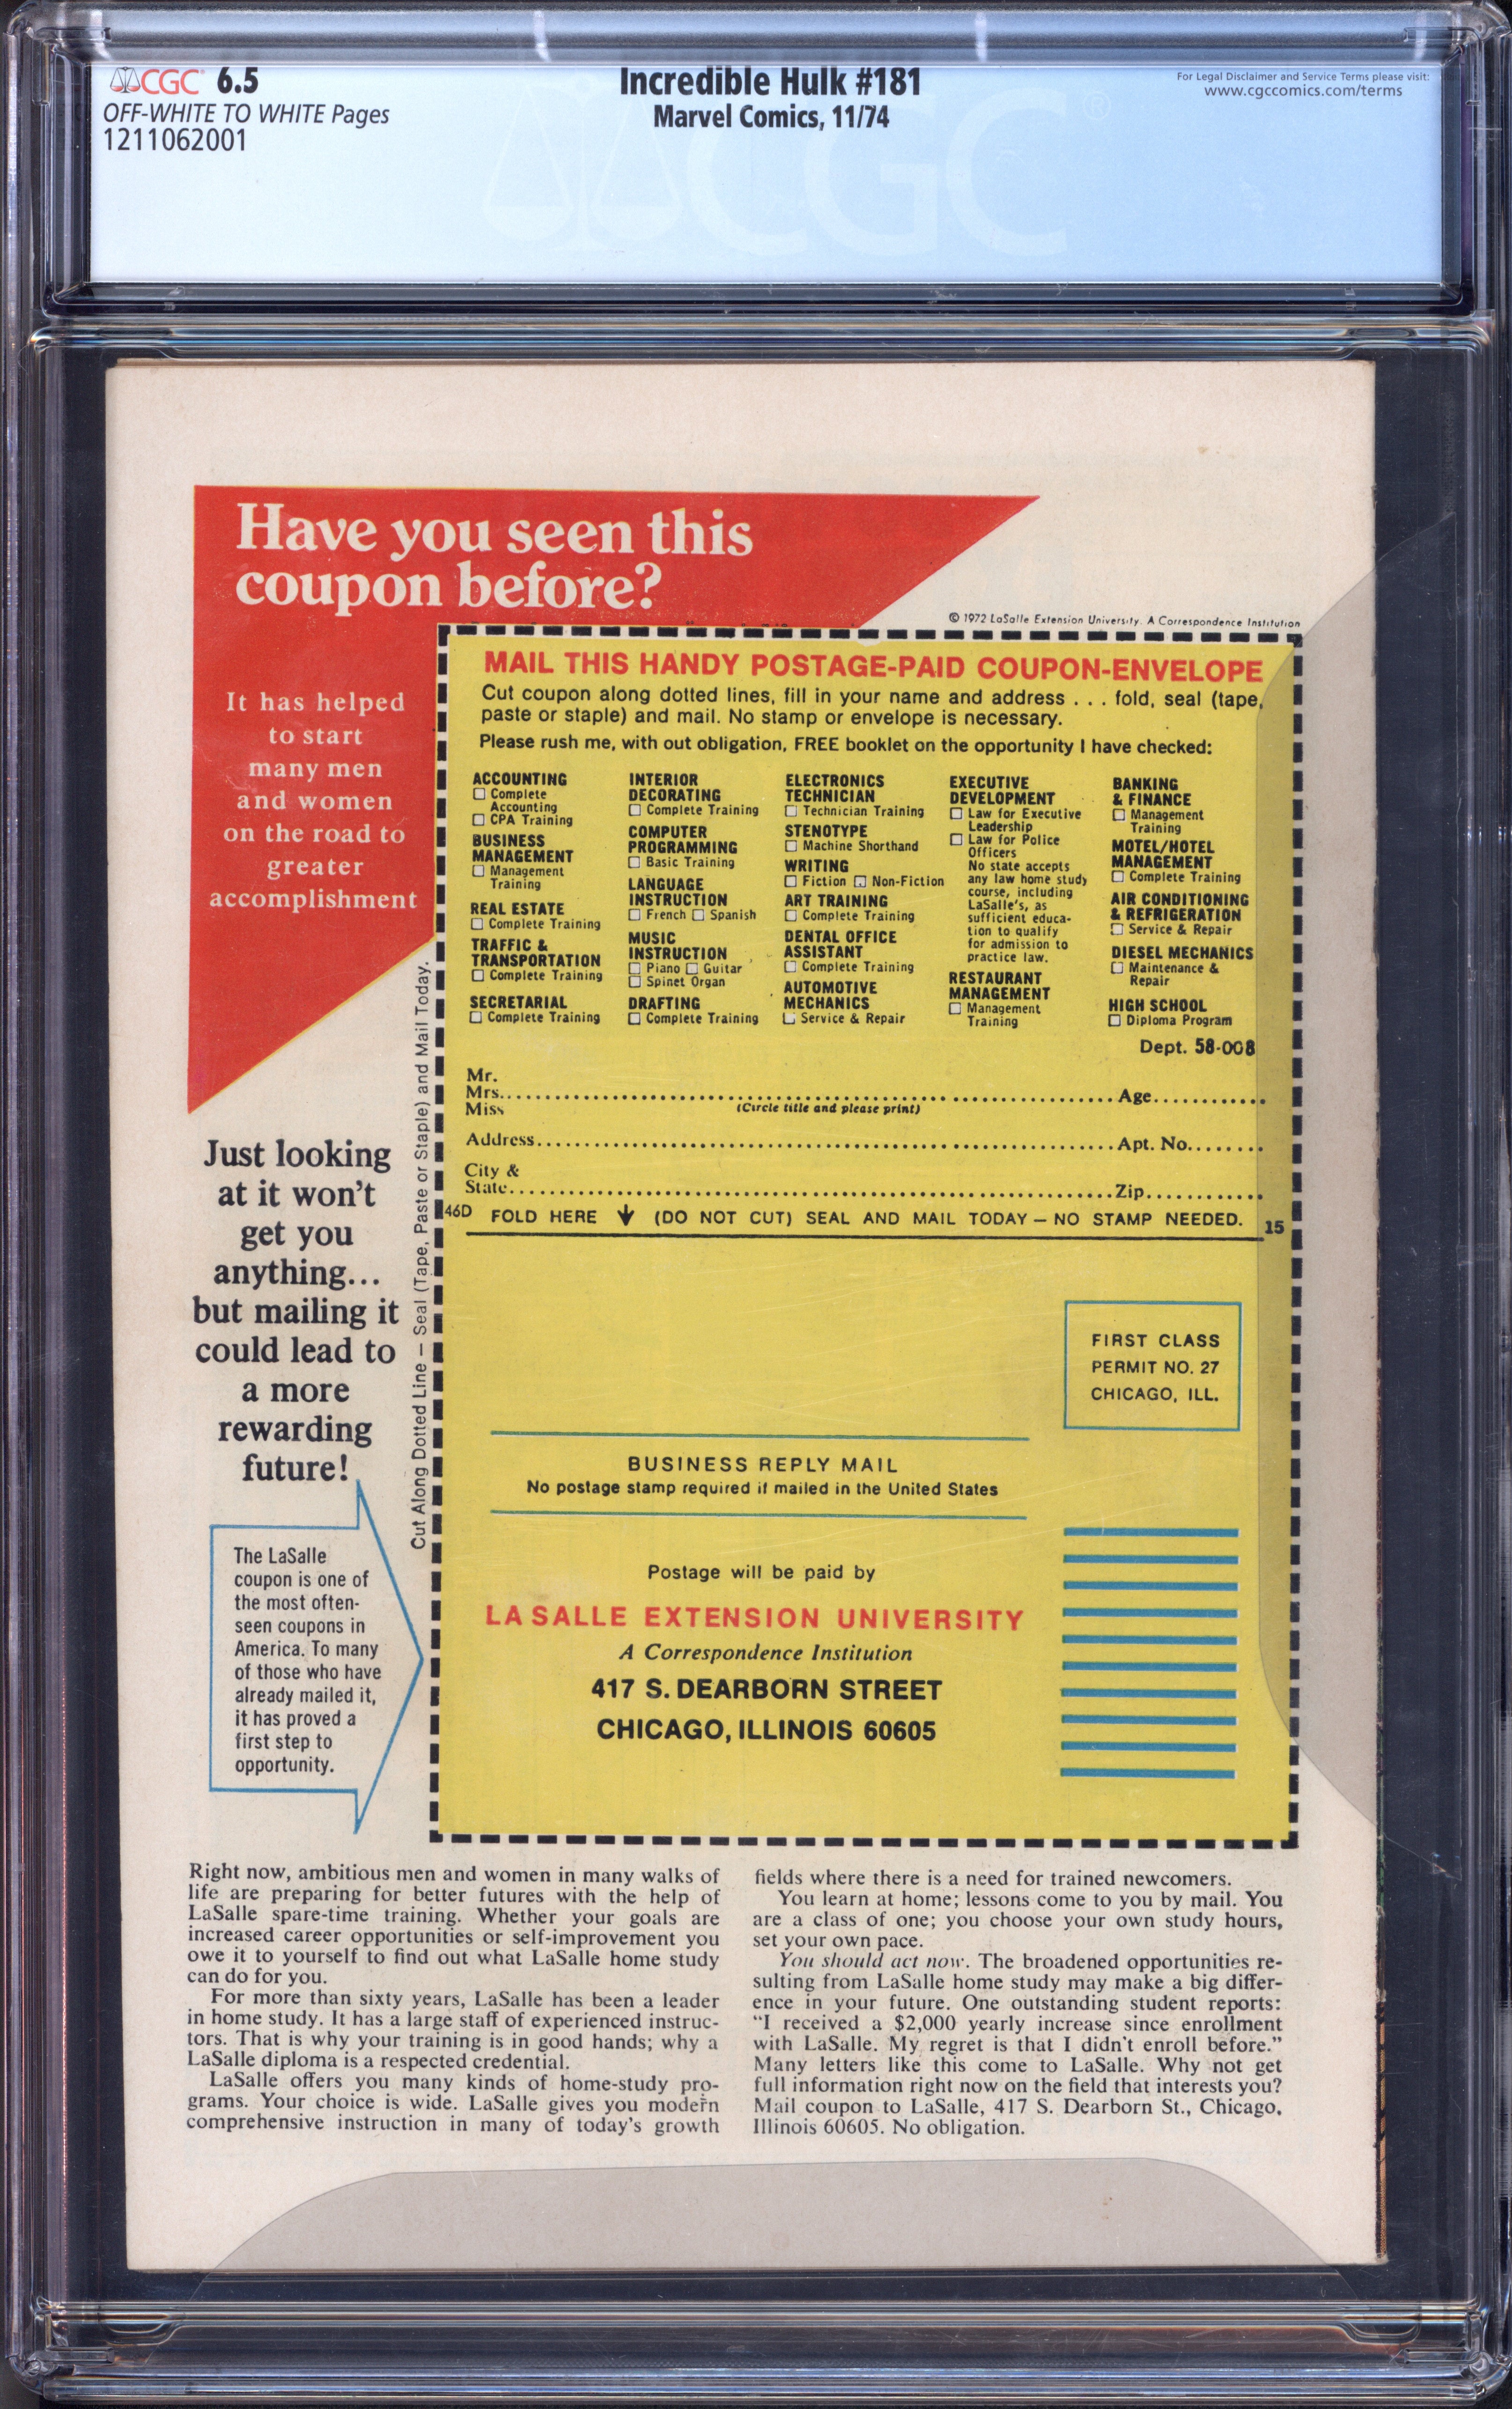 CGC 6.5
OFF-WHITE TO WHITE Pages
1211062001
Incredible Hulk #181
Marvel Comics, 11/74
For Legal Disclaimer and Service Terms please visit:
www.cgccomics.com/terms
CGC
Have you seen this
coupon before?
It has helped
to start
many men
and women
on the road to
greater
accomplishment
© 1972 LaSalle Extension University. A Correspondence Institution
MAIL THIS HANDY POSTAGE-PAID COUPON-ENVELOPE
Cut coupon along dotted lines, fill in your name and address . . . fold, seal (tape,
paste or staple) and mail. No stamp or envelope is necessary.
Please rush me, with out obligation, FREE booklet on the opportunity I have checked:
ACCOUNTING
Complete
Accounting
CPA Training
BUSINESS
MANAGEMENT
Management
Training
REAL ESTATE
Complete Training
TRAFFIC &
TRANSPORTATION
Complete Training
SECRETARIAL
Complete Training
INTERIOR
DECORATING
Complete Training
COMPUTER
PROGRAMMING
Basic Training
LANGUAGE
INSTRUCTION
French Spanish
MUSIC
INSTRUCTION
Piano Guitar
Spinet Organ
DRAFTING
Complete Training
ELECTRONICS
TECHNICIAN
Technician Training
STENOTYPE
Machine Shorthand
WRITING
Fiction Non-Fiction
ART TRAINING
Complete Training
DENTAL OFFICE
ASSISTANT
Complete Training
AUTOMOTIVE
MECHANICS
Service & Repair
EXECUTIVE
DEVELOPMENT
Law for Executive
Leadership
Law for Police
Officers
No state accepts
any law home study
course, including
LaSalle's, as
sufficient educa-
tion to qualify
for admission to
practice law.
RESTAURANT
MANAGEMENT
Management
Training
BANKING
& FINANCE
Management
Training
MOTEL/HOTEL
MANAGEMENT
Complete Training
AIR CONDITIONING
& REFRIGERATION
Service & Repair
DIESEL MECHANICS
Maintenance &
Repair
HIGH SCHOOL
Diploma Program
Dept. 58-008
Mr.
Mrs. Age
Miss
(Circle title and please print)
Address Apt. No.
City &
State Zip
46D FOLD HERE (DO NOT CUT) SEAL AND MAIL TODAY – NO STAMP NEEDED. 15
Cut Along Dotted Line – Seal (Tape, Paste or Staple) and Mail Today.
Just looking
at it won't
get you
anything...
but mailing it
could lead to
a more
rewarding
future!
The LaSalle
coupon is one of
the most often-
seen coupons in
America. To many
of those who have
already mailed it,
it has proved a
first step to
opportunity.
FIRST CLASS
PERMIT NO. 27
CHICAGO, ILL.
BUSINESS REPLY MAIL
No postage stamp required if mailed in the United States
Postage will be paid by
LA SALLE EXTENSION UNIVERSITY
A Correspondence Institution
417 S. DEARBORN STREET
CHICAGO, ILLINOIS 60605
Right now, ambitious men and women in many walks of
life are preparing for better futures with the help of
LaSalle spare-time training. Whether your goals are
increased career opportunities or self-improvement you
owe it to yourself to find out what LaSalle home study
can do for you.
For more than sixty years, LaSalle has been a leader
in home study. It has a large staff of experienced instruc-
tors. That is why your training is in good hands; why a
LaSalle diploma is a respected credential.
LaSalle offers you many kinds of home-study pro-
grams. Your choice is wide. LaSalle gives you modern
comprehensive instruction in many of today's growth
fields where there is a need for trained newcomers.
You learn at home; lessons come to you by mail. You
are a class of one; you choose your own study hours,
set your own pace.
You should act now. The broadened opportunities re-
sulting from LaSalle home study may make a big differ-
ence in your future. One outstanding student reports:
“I received a $2,000 yearly increase since enrollment
with LaSalle. My regret is that I didn't enroll before.”
Many letters like this come to LaSalle. Why not get
full information right now on the field that interests you?
Mail coupon to LaSalle, 417 S. Dearborn St., Chicago,
Illinois 60605. No obligation.